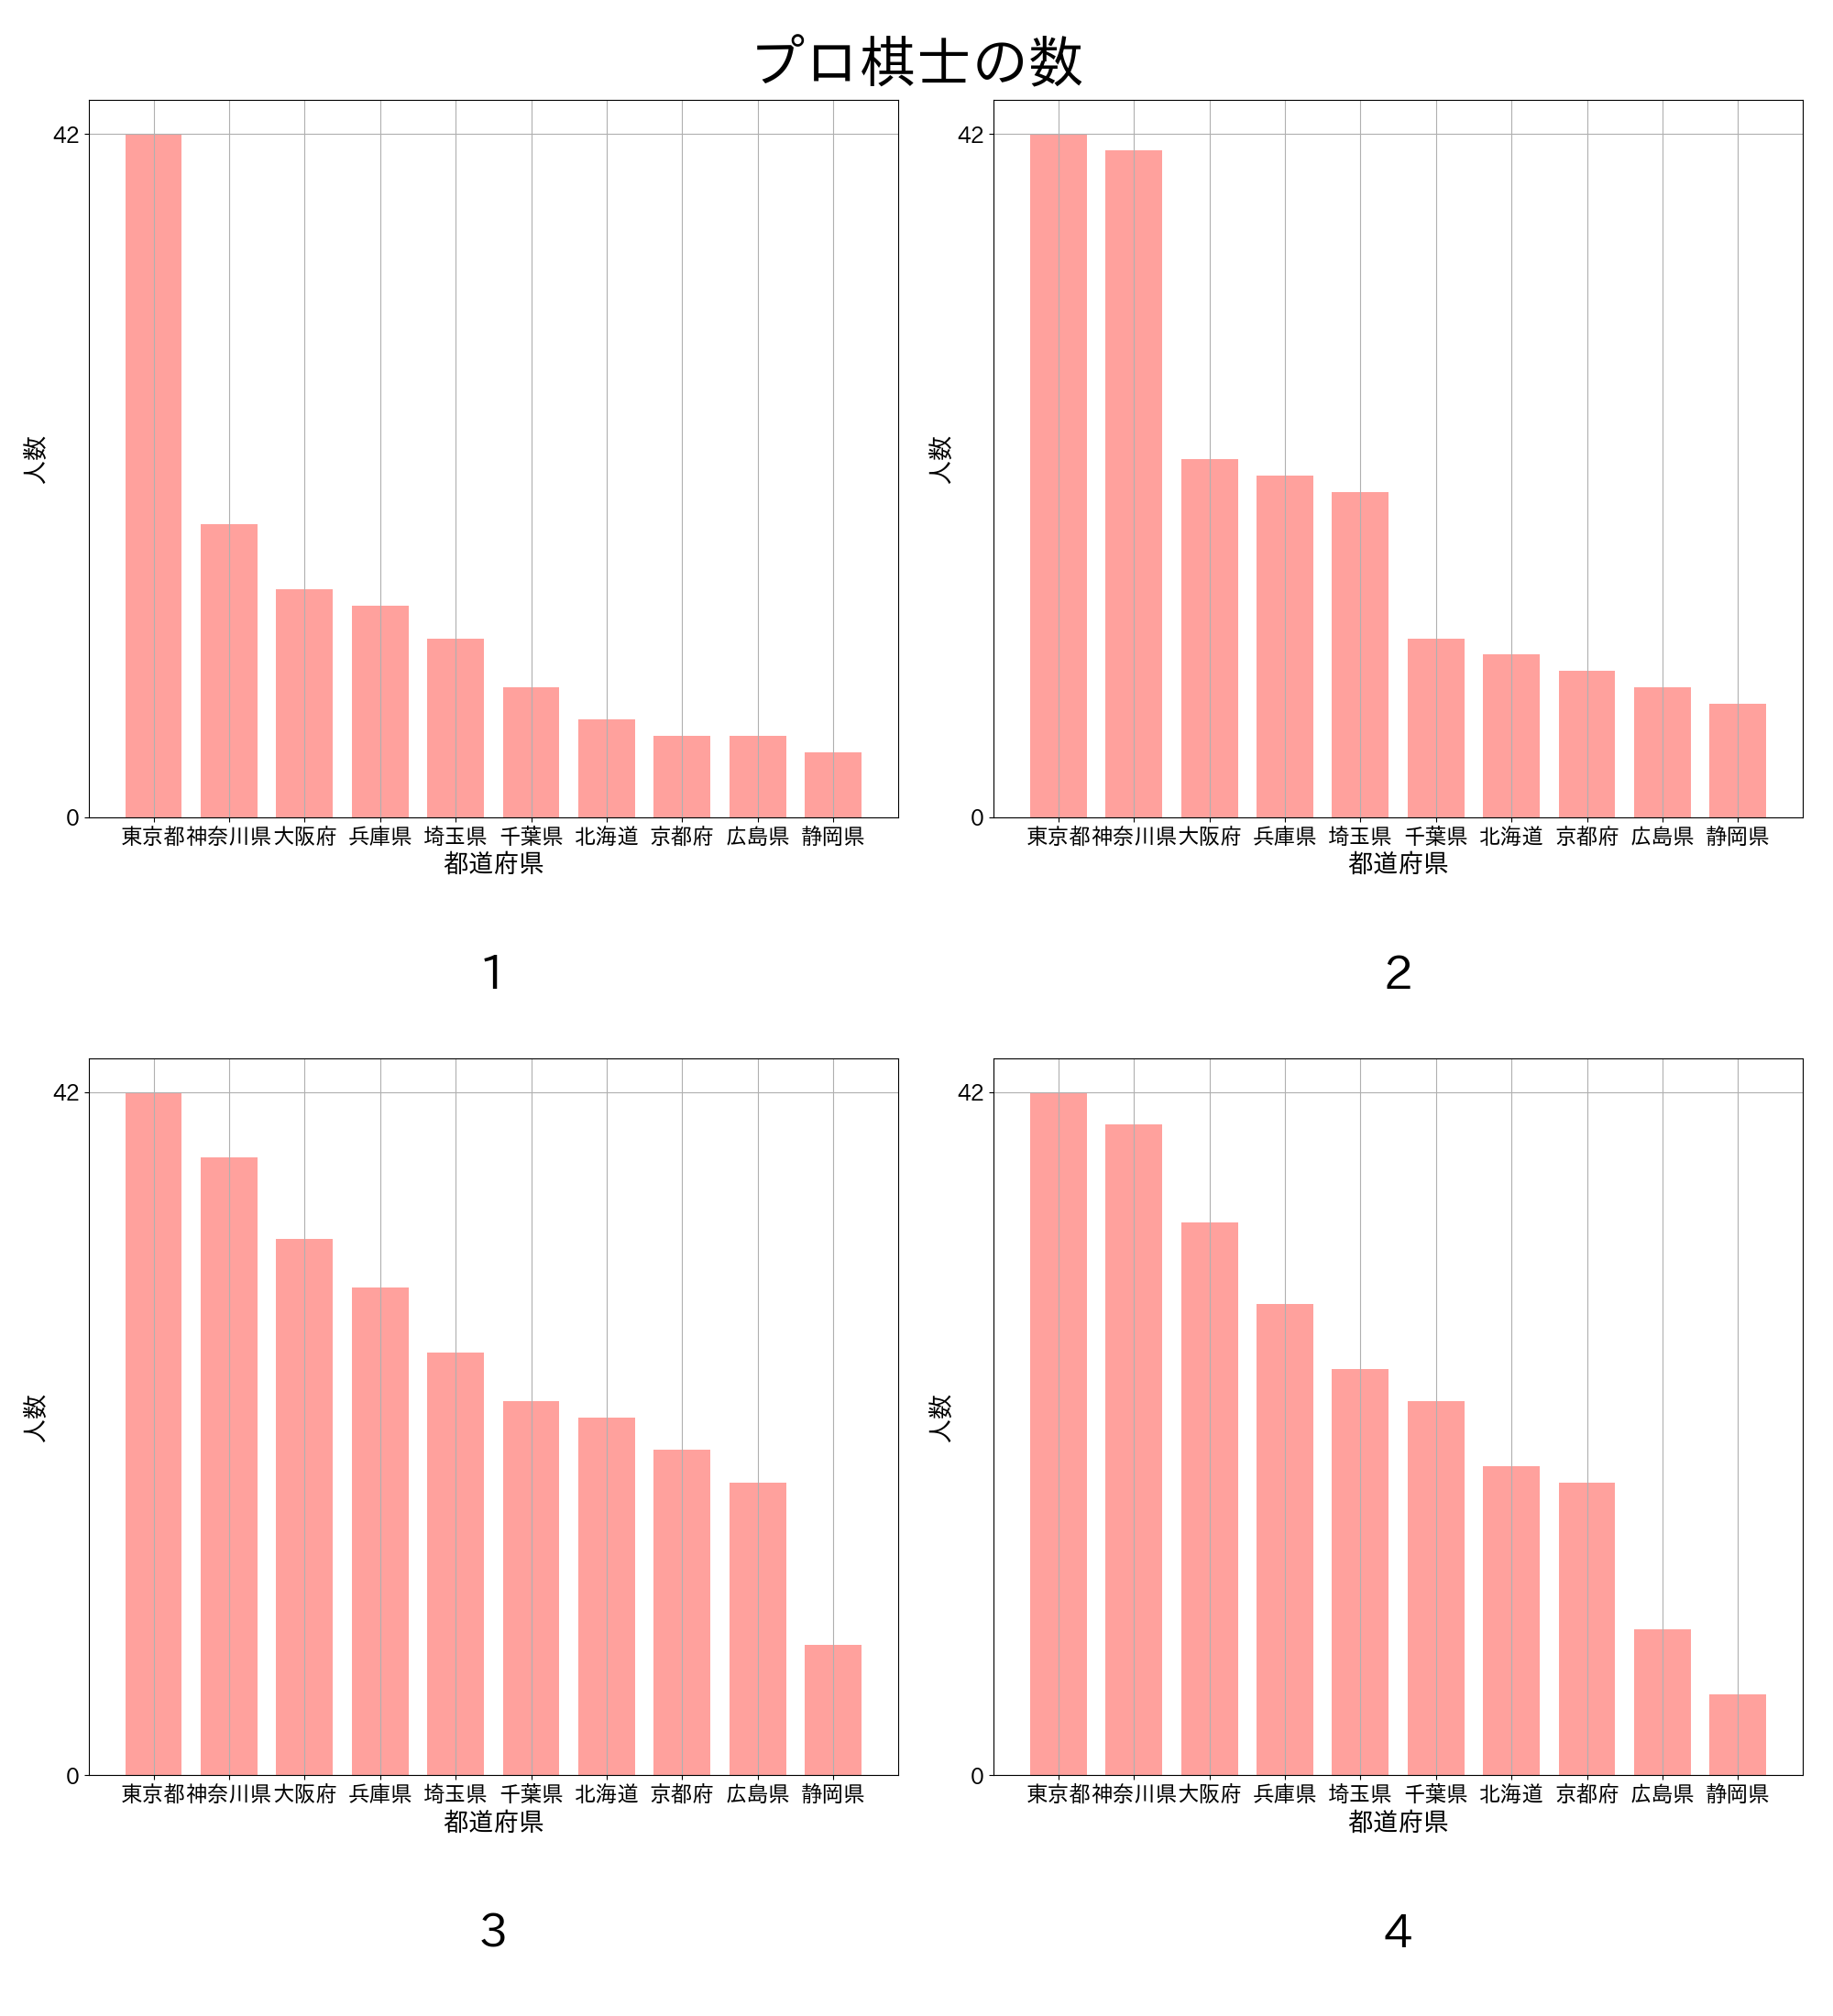 プロ棋士の数
42
人数
0
東京都 神奈川県 大阪府 兵庫県 埼玉県 千葉県 北海道 京都府 広島県 静岡県
都道府県
1
42
人数
0
東京都 神奈川県 大阪府 兵庫県 埼玉県 千葉県 北海道 京都府 広島県 静岡県
都道府県
2
42
人数
0
東京都 神奈川県 大阪府 兵庫県 埼玉県 千葉県 北海道 京都府 広島県 静岡県
都道府県
3
42
人数
0
東京都 神奈川県 大阪府 兵庫県 埼玉県 千葉県 北海道 京都府 広島県 静岡県
都道府県
4